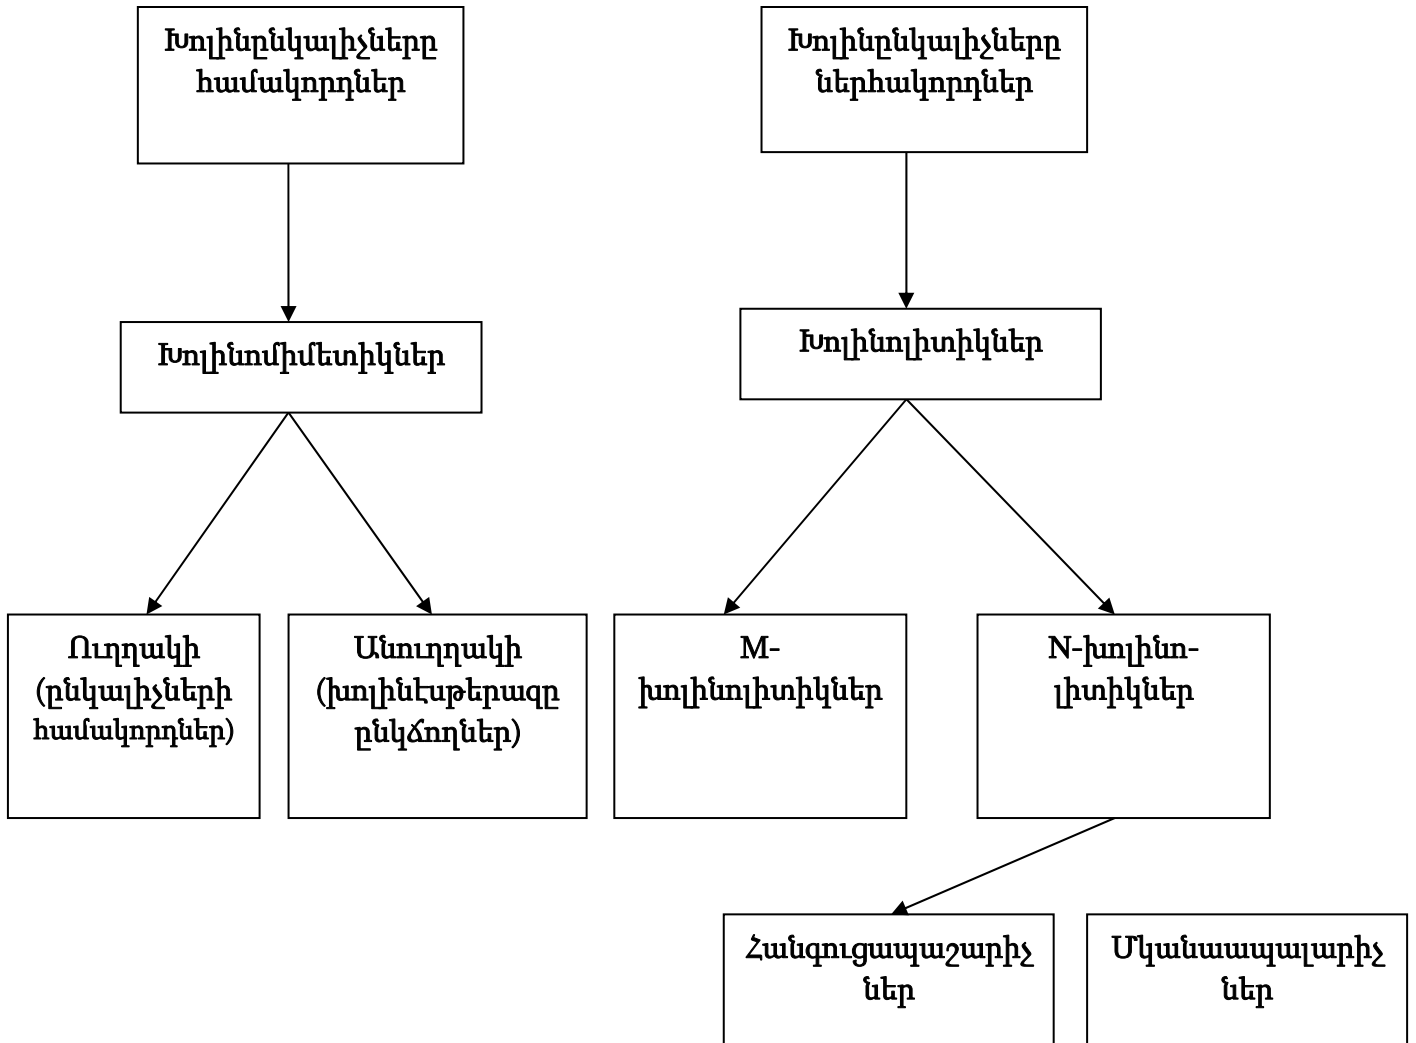 Խոլինընկալիչները
համակորդներ
Խոլինընկալիչները
ներհակորդներ
Խոլինոմիմետիկներ
Խոլինոլիտիկներ
Ուղղակի
(ընկալիչների
համակորդներ)
Անուղղակի
(խոլինէսթերազը
ընկճողներ)
M-
խոլինոլիտիկներ
N-խոլինո-
լիտիկներ
Հանգուցապաշարիչ
ներ
Մկանաապալարիչ
ներ